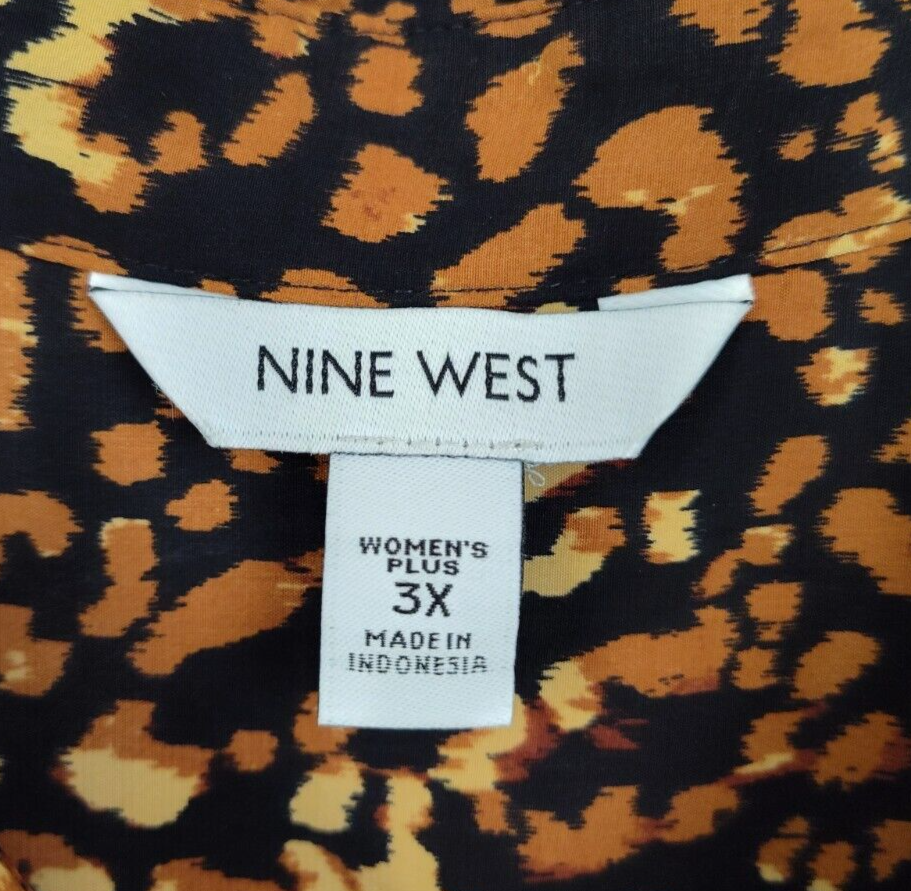 NINE WEST
WOMEN'S
PLUS
3X
MADE IN
INDONESIA